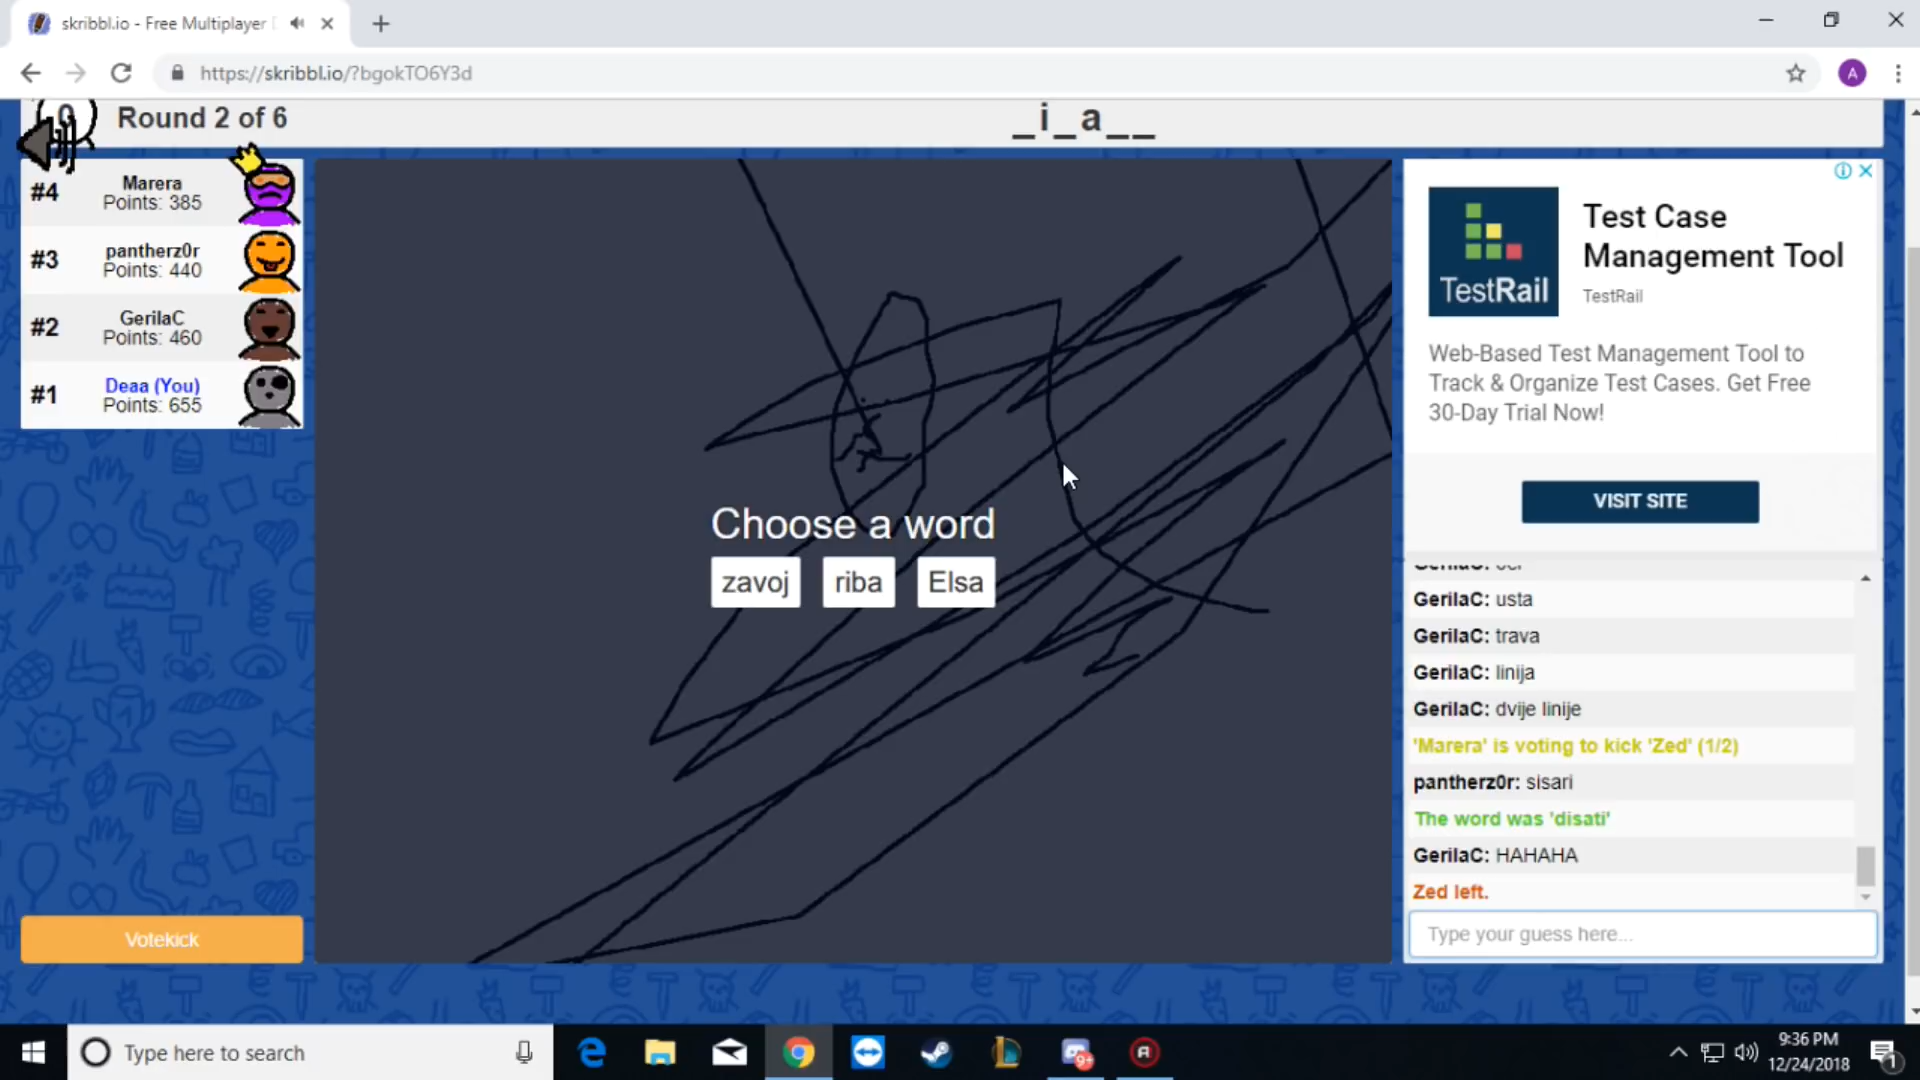 skribbl.io - Free Multiplayer
https://skribbl.io/?bgokTO6Y3d
A
0
Round 2 of 6
_i_a__
#4
Marera
Points: 385
#3
pantherz0r
Points: 440
#2
GerilaC
Points: 460
#1
Deaa (You)
Points: 655
Votekick
Choose a word
zavoj
riba
Elsa
TestRail
Test Case
Management Tool
TestRail
Web-Based Test Management Tool to
Track & Organize Test Cases. Get Free
30-Day Trial Now!
VISIT SITE
GerilaC: usta
GerilaC: trava
GerilaC: linija
GerilaC: dvije linije
'Marera' is voting to kick 'Zed' (1/2)
pantherz0r: sisari
The word was 'disati'
GerilaC: HAHAHA
Zed left.
Type your guess here...
Type here to search
9+
9:36 PM
12/24/2018
1